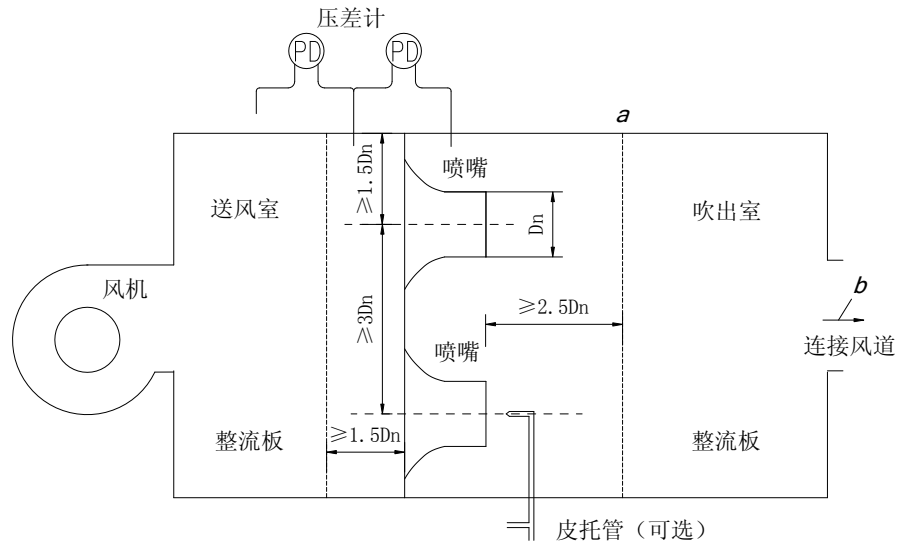 压差计
PD
PD
a
≥1.5Dn
喷嘴
送风室
Dn
吹出室
风机
b
≥3Dn
≥2.5Dn
连接风道
喷嘴
整流板
≥1.5Dn
整流板
皮托管（可选）